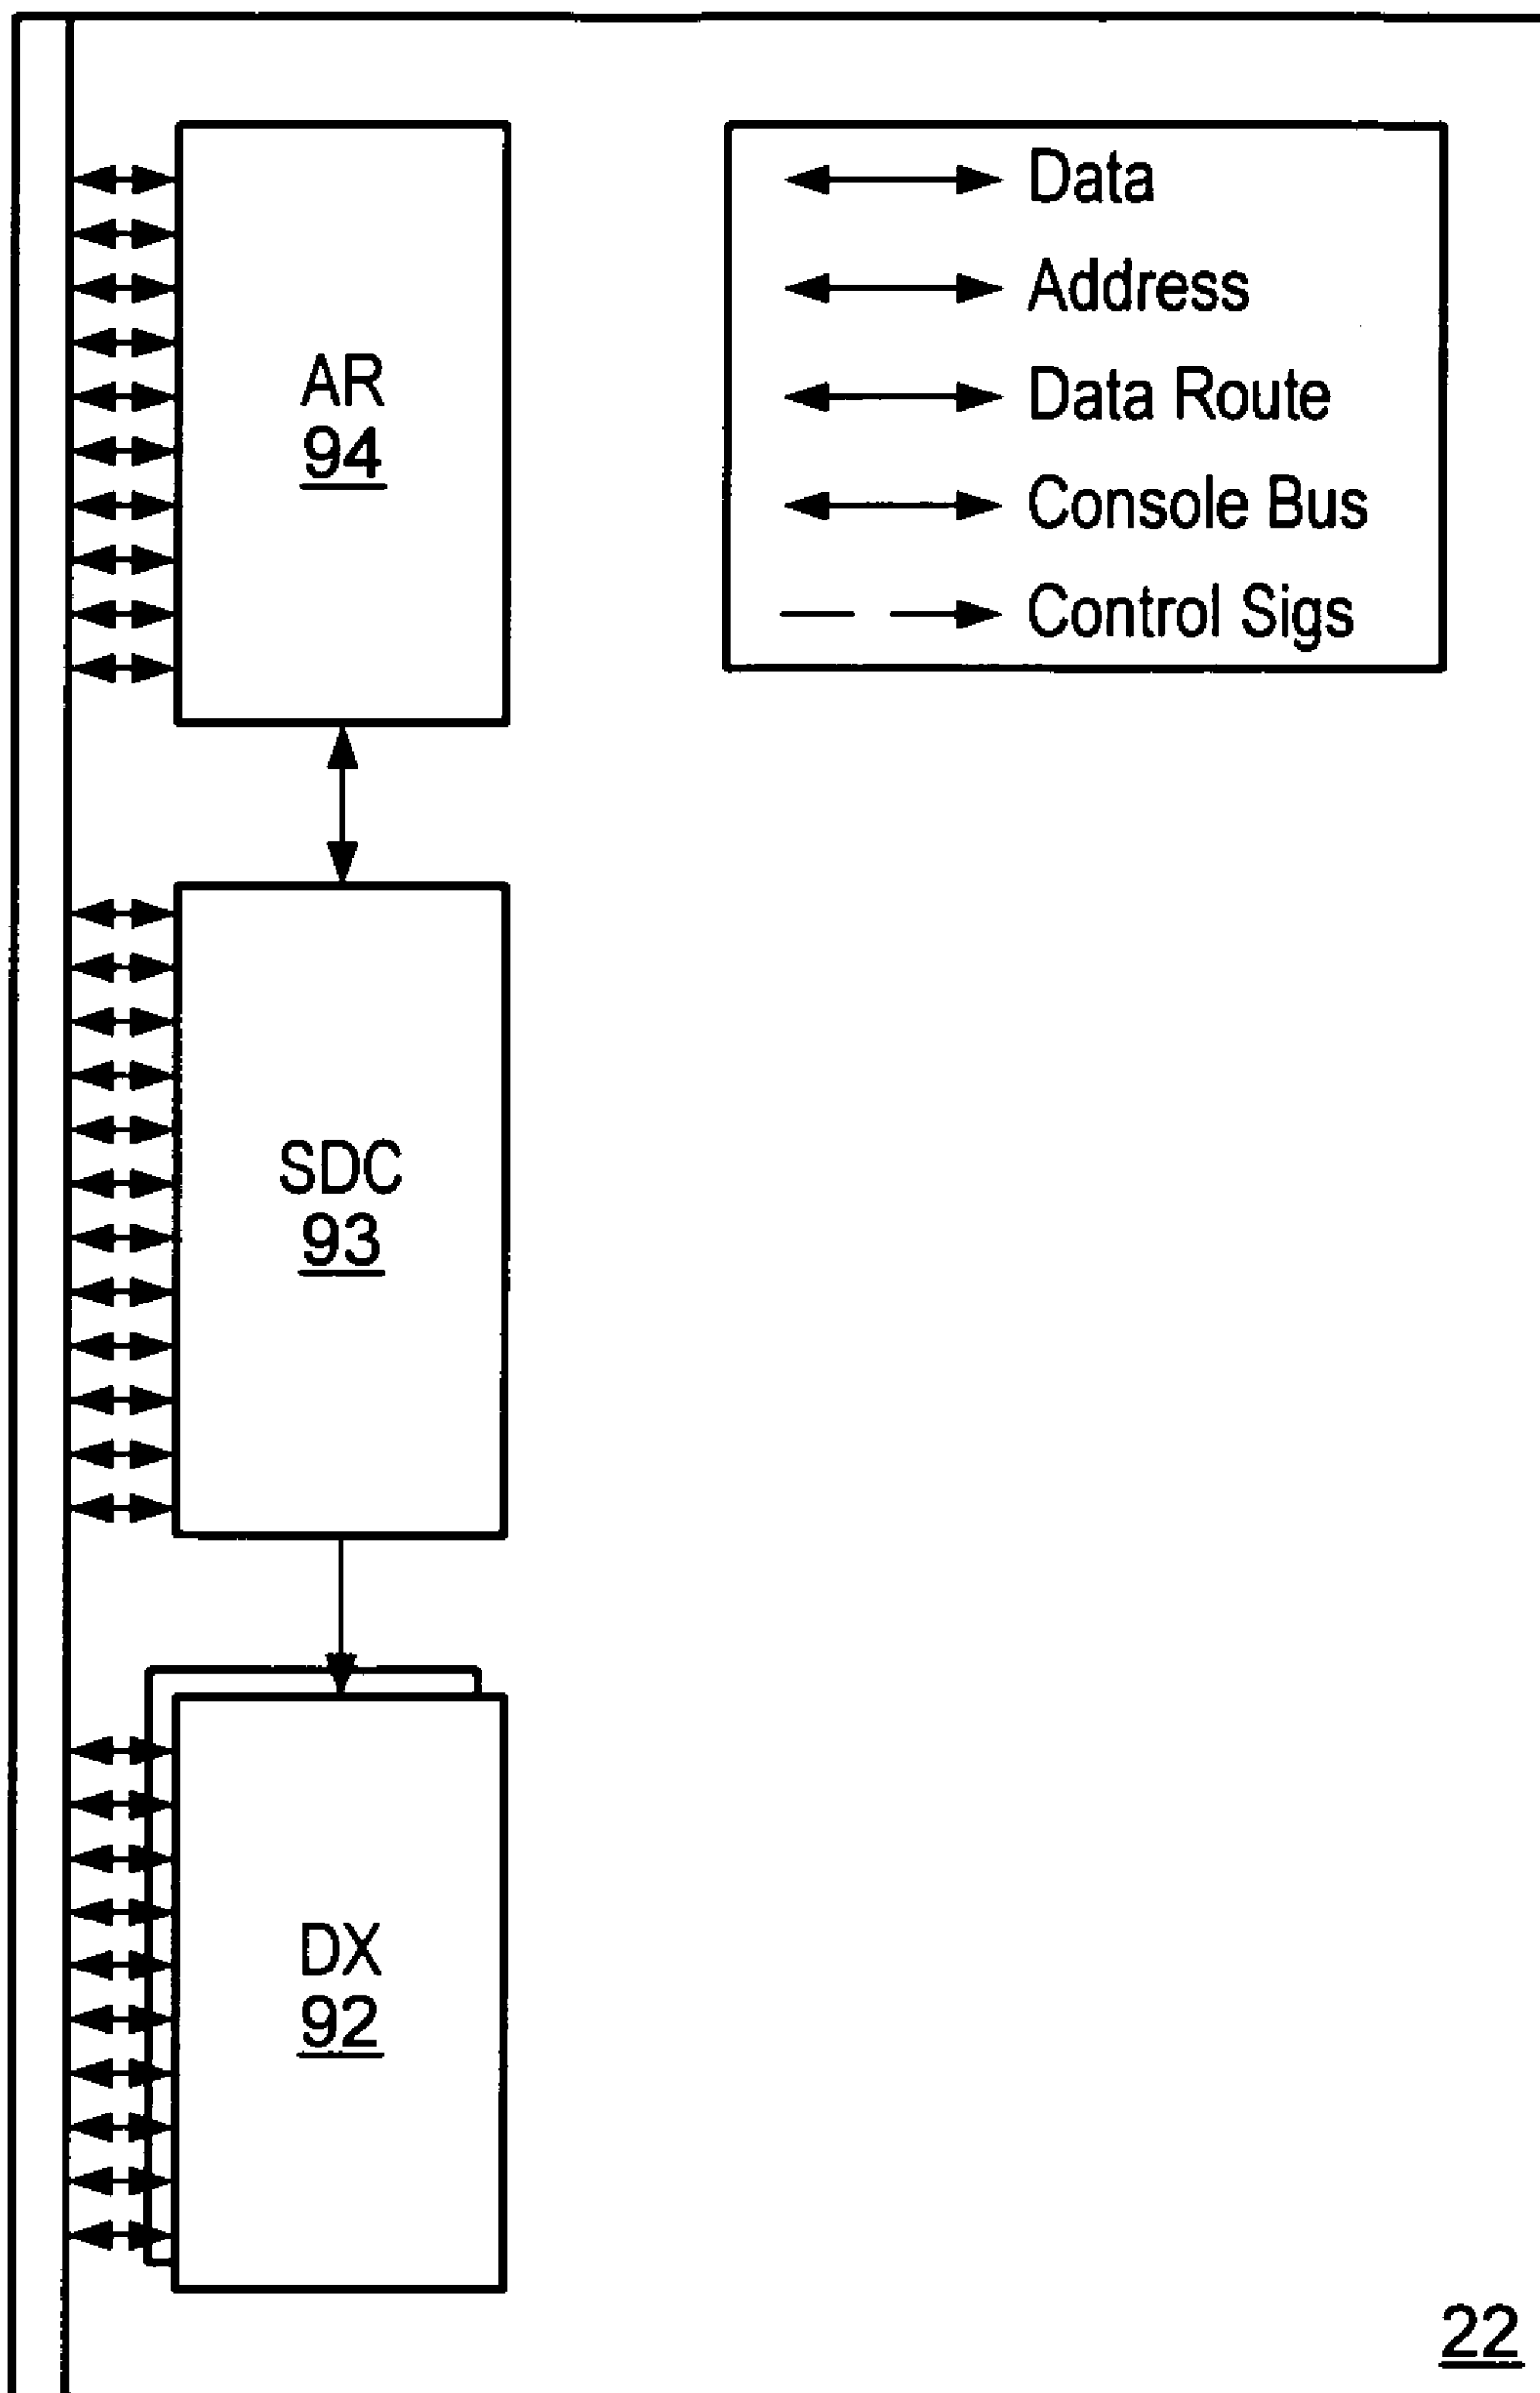 Data
Address
Data Route
Console Bus
Control Sigs
AR
94
SDC
93
DX
92
22